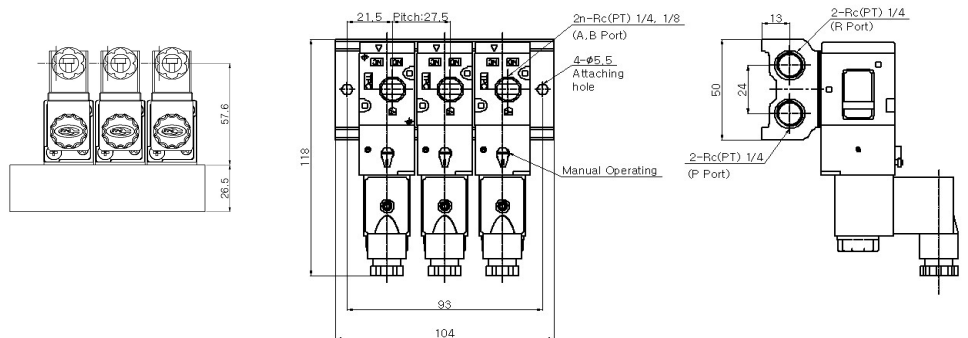 21.5 Pitch:27.5
2n-Rc(PT) 1/4, 1/8
(A,B Port)
4-Ø5.5
Attaching
hole
Manual Operating
118
93
104
57.6
26.5
13
2-Rc(PT) 1/4
(R Port)
50
24
2-Rc(PT) 1/4
(P Port)